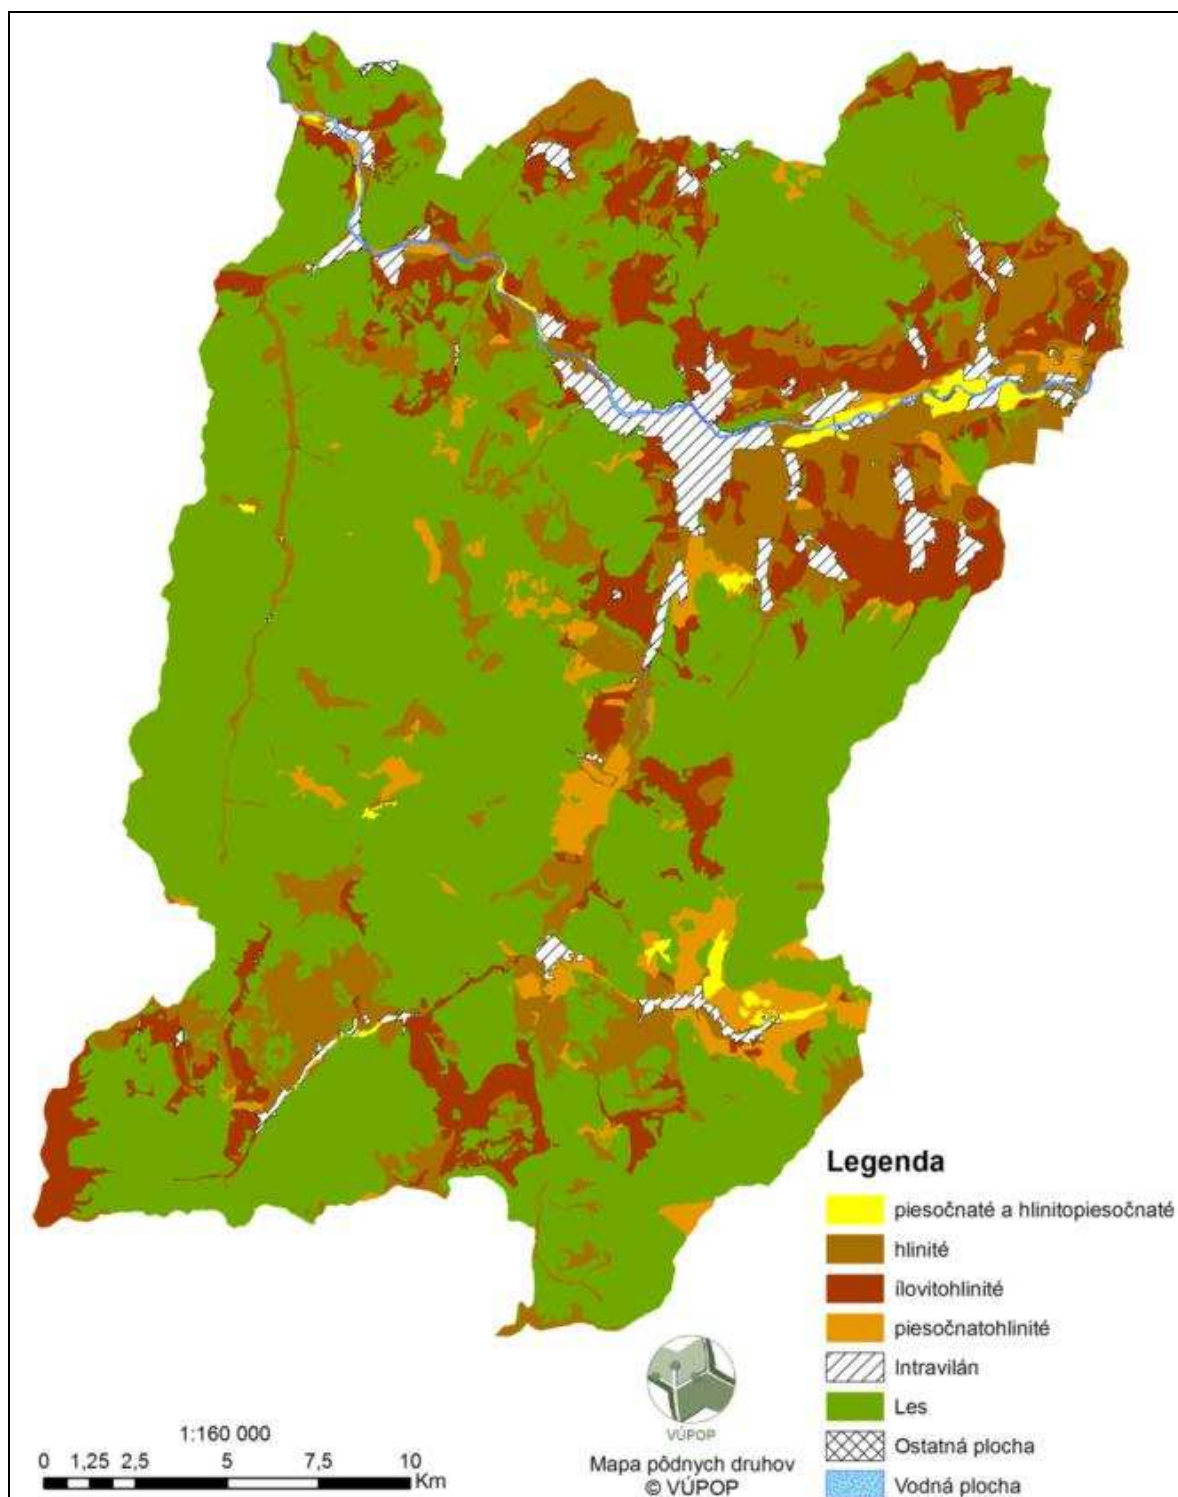 Legenda
piesočnaté a hlinitopiesočnaté
hlinité
ílovitohlinité
piesočnatohlinité
Intravilán
Les
Ostatná plocha
Vodná plocha
VÚPOP
Mapa pôdnych druhov
© VÚPOP
1:160 000
0 1,25 2,5 5 7,5 10
Km